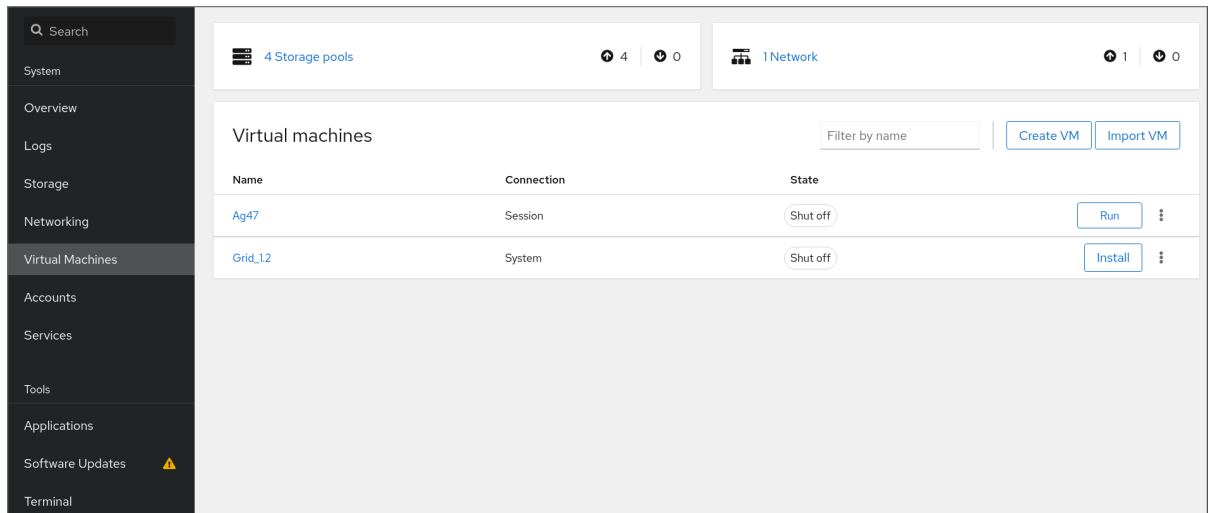 Search
System
Overview
Logs
Storage
Networking
Virtual Machines
Accounts
Services
Tools
Applications
Software Updates
Terminal
4 Storage pools 4 0
1 Network 1 0
Virtual machines Filter by name Create VM Import VM
Name Connection State
Ag47 Session Shut off Run
Grid_1.2 System Shut off Install